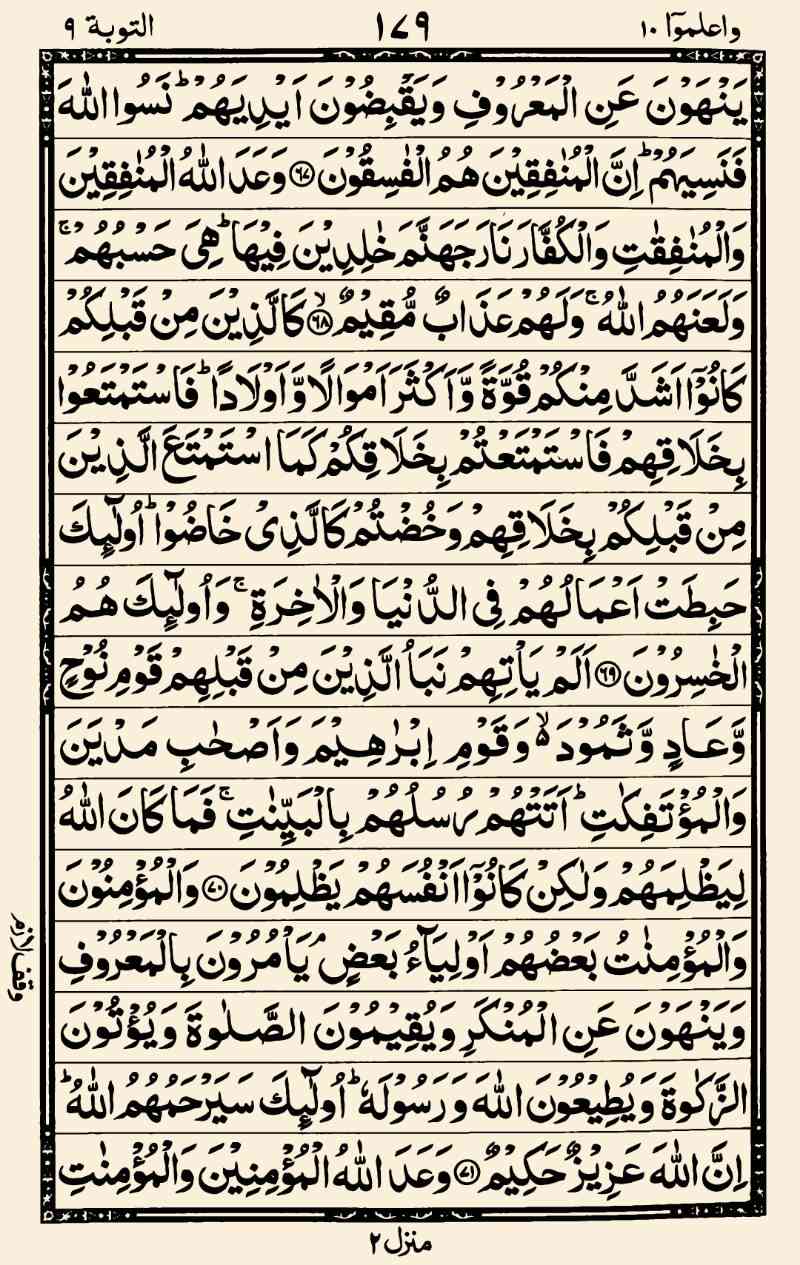 واعلموٓا ١٠
١٧٩
التوبة ٩
يَنْهَوْنَ عَنِ الْمَعْرُوْفِ وَيَقْبِضُوْنَ اَيْدِيَهُمْ ؕ نَسُوا اللّٰهَ
فَنَسِيَهُمْ ؕ اِنَّ الْمُنٰفِقِيْنَ هُمُ الْفٰسِقُوْنَ ﴿٦٧﴾ وَعَدَ اللّٰهُ الْمُنٰفِقِيْنَ
وَالْمُنٰفِقٰتِ وَالْكُفَّارَ نَارَ جَهَنَّمَ خٰلِدِيْنَ فِيْهَا ؕ هِيَ حَسْبُهُمْ ۚ
وَلَعَنَهُمُ اللّٰهُ ۚ وَلَهُمْ عَذَابٌ مُّقِيْمٌ ۙ﴿٦٨﴾ كَالَّذِيْنَ مِنْ قَبْلِكُمْ
كَانُوْۤا اَشَدَّ مِنْكُمْ قُوَّةً وَّاَكْثَرَ اَمْوَالًا وَّاَوْلَادًا ؕ فَاسْتَمْتَعُوْا
بِخَلَاقِهِمْ فَاسْتَمْتَعْتُمْ بِخَلَاقِكُمْ كَمَا اسْتَمْتَعَ الَّذِيْنَ
مِنْ قَبْلِكُمْ بِخَلَاقِهِمْ وَخُضْتُمْ كَالَّذِيْ خَاضُوْا ؕ اُولٰٓئِكَ
حَبِطَتْ اَعْمَالُهُمْ فِي الدُّنْيَا وَالْاٰخِرَةِ ۚ وَاُولٰٓئِكَ هُمُ
الْخٰسِرُوْنَ ﴿٦٩﴾ اَلَمْ يَاْتِهِمْ نَبَاُ الَّذِيْنَ مِنْ قَبْلِهِمْ قَوْمِ نُوْحٍ
وَّعَادٍ وَّثَمُوْدَ ۬ۙ وَقَوْمِ اِبْرٰهِيْمَ وَاَصْحٰبِ مَدْيَنَ
وَالْمُؤْتَفِكٰتِ ؕ اَتَتْهُمْ رُسُلُهُمْ بِالْبَيِّنٰتِ ۚ فَمَا كَانَ اللّٰهُ
لِيَظْلِمَهُمْ وَلٰكِنْ كَانُوْۤا اَنْفُسَهُمْ يَظْلِمُوْنَ ﴿٧٠﴾ وَالْمُؤْمِنُوْنَ
وَالْمُؤْمِنٰتُ بَعْضُهُمْ اَوْلِيَآءُ بَعْضٍ ۘ يَاْمُرُوْنَ بِالْمَعْرُوْفِ
وقف لازم
وَيَنْهَوْنَ عَنِ الْمُنْكَرِ وَيُقِيْمُوْنَ الصَّلٰوةَ وَيُؤْتُوْنَ
الزَّكٰوةَ وَيُطِيْعُوْنَ اللّٰهَ وَرَسُوْلَهٗ ؕ اُولٰٓئِكَ سَيَرْحَمُهُمُ اللّٰهُ ؕ
اِنَّ اللّٰهَ عَزِيْزٌ حَكِيْمٌ ﴿٧١﴾ وَعَدَ اللّٰهُ الْمُؤْمِنِيْنَ وَالْمُؤْمِنٰتِ
منزل ٢